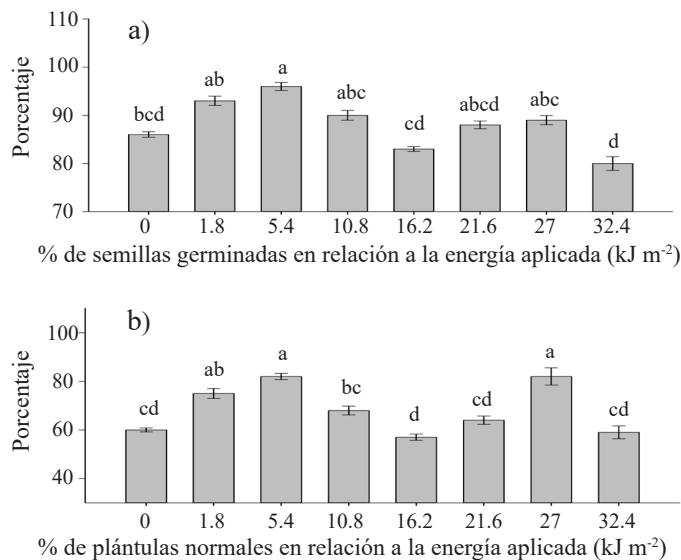 a)
110
100
90
80
70
Porcentaje
bcd
ab
a
abc
cd
abcd
abc
d
0 1.8 5.4 10.8 16.2 21.6 27 32.4
% de semillas germinadas en relación a la energía aplicada (kJ m-2)
b)
100
80
60
40
Porcentaje
cd
ab
a
bc
d
cd
a
cd
0 1.8 5.4 10.8 16.2 21.6 27 32.4
% de plántulas normales en relación a la energía aplicada (kJ m-2)